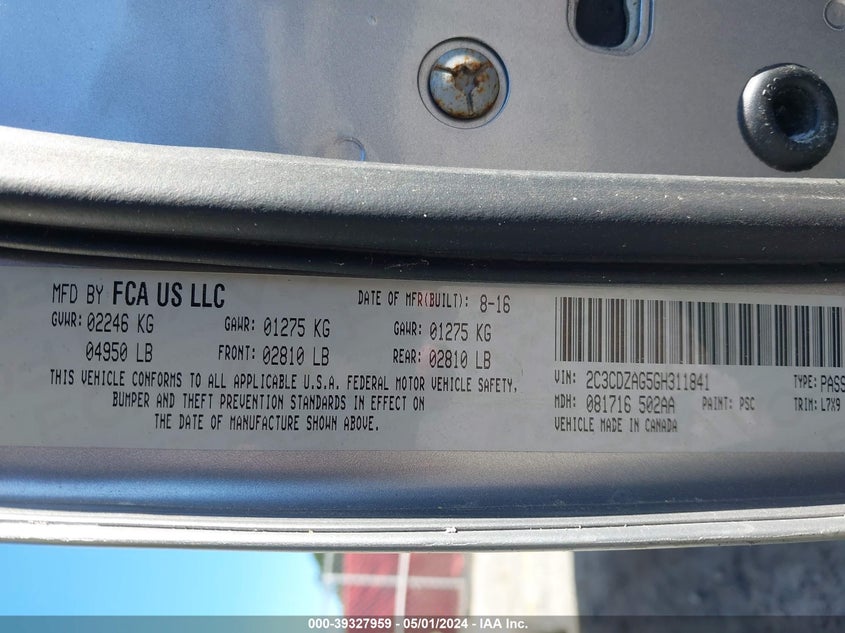 MFD BY FCA US LLC DATE OF MFR(BUILT): 8-16
GVWR: 02246 KG GAWR: 01275 KG GAWR: 01275 KG
04950 LB FRONT: 02810 LB REAR: 02810 LB
THIS VEHICLE CONFORMS TO ALL APPLICABLE U.S.A. FEDERAL MOTOR VEHICLE SAFETY,
BUMPER AND THEFT PREVENTION STANDARDS IN EFFECT ON
THE DATE OF MANUFACTURE SHOWN ABOVE.
VIN: 2C3CDZAG5GH311841 TYPE: PASS
MDH: 081716 502AA PAINT: PSC TRIM: L7X9
VEHICLE MADE IN CANADA
000-39327959 - 05/01/2024 - IAA Inc.